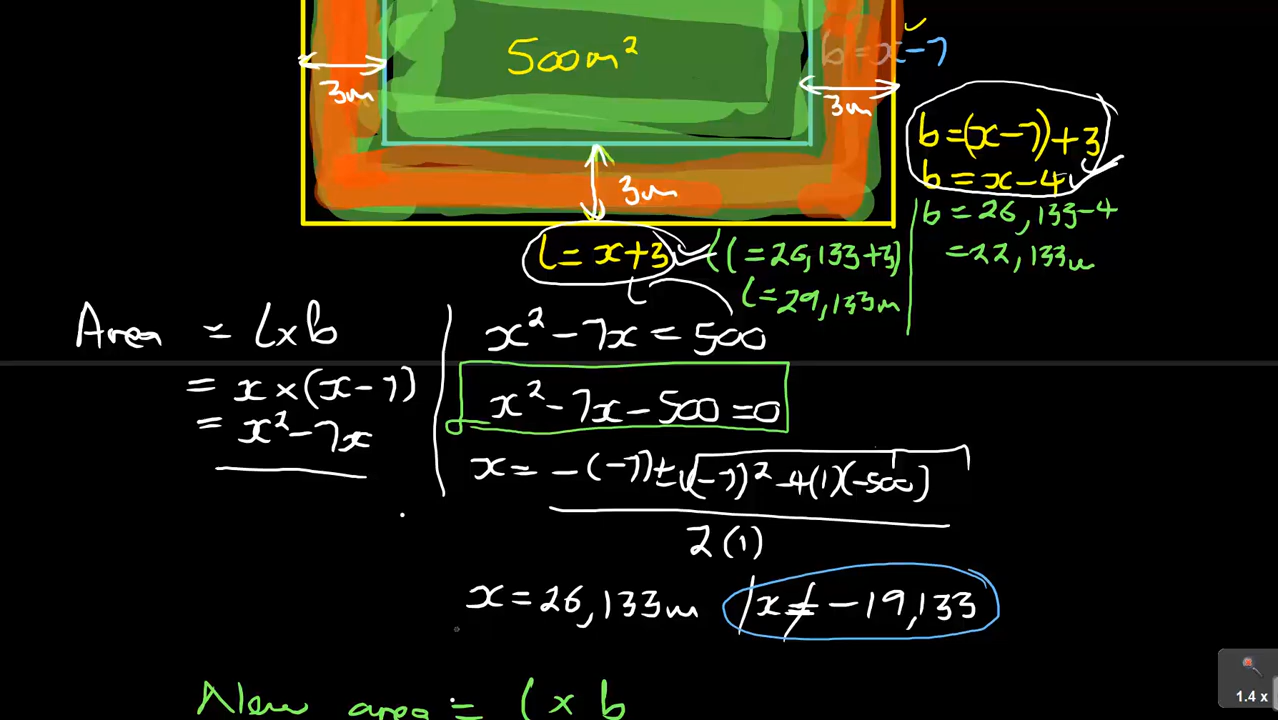 500m²
b = x-7
3m
3m
b = (x-7)+3
b = x-4
3m
b = 26,133-4
= 22,133m
l = x+3
(l = 26,133+3)
l = 29,133m
Area = l x b
= x x (x-7)
= x² - 7x
x² - 7x = 500
x² - 7x - 500 = 0
x = -(-7) ± √(-7)² - 4(1)(-500)
2(1)
x = 26,133m | x ≠ -19,133
New area = l x b
1.4 x